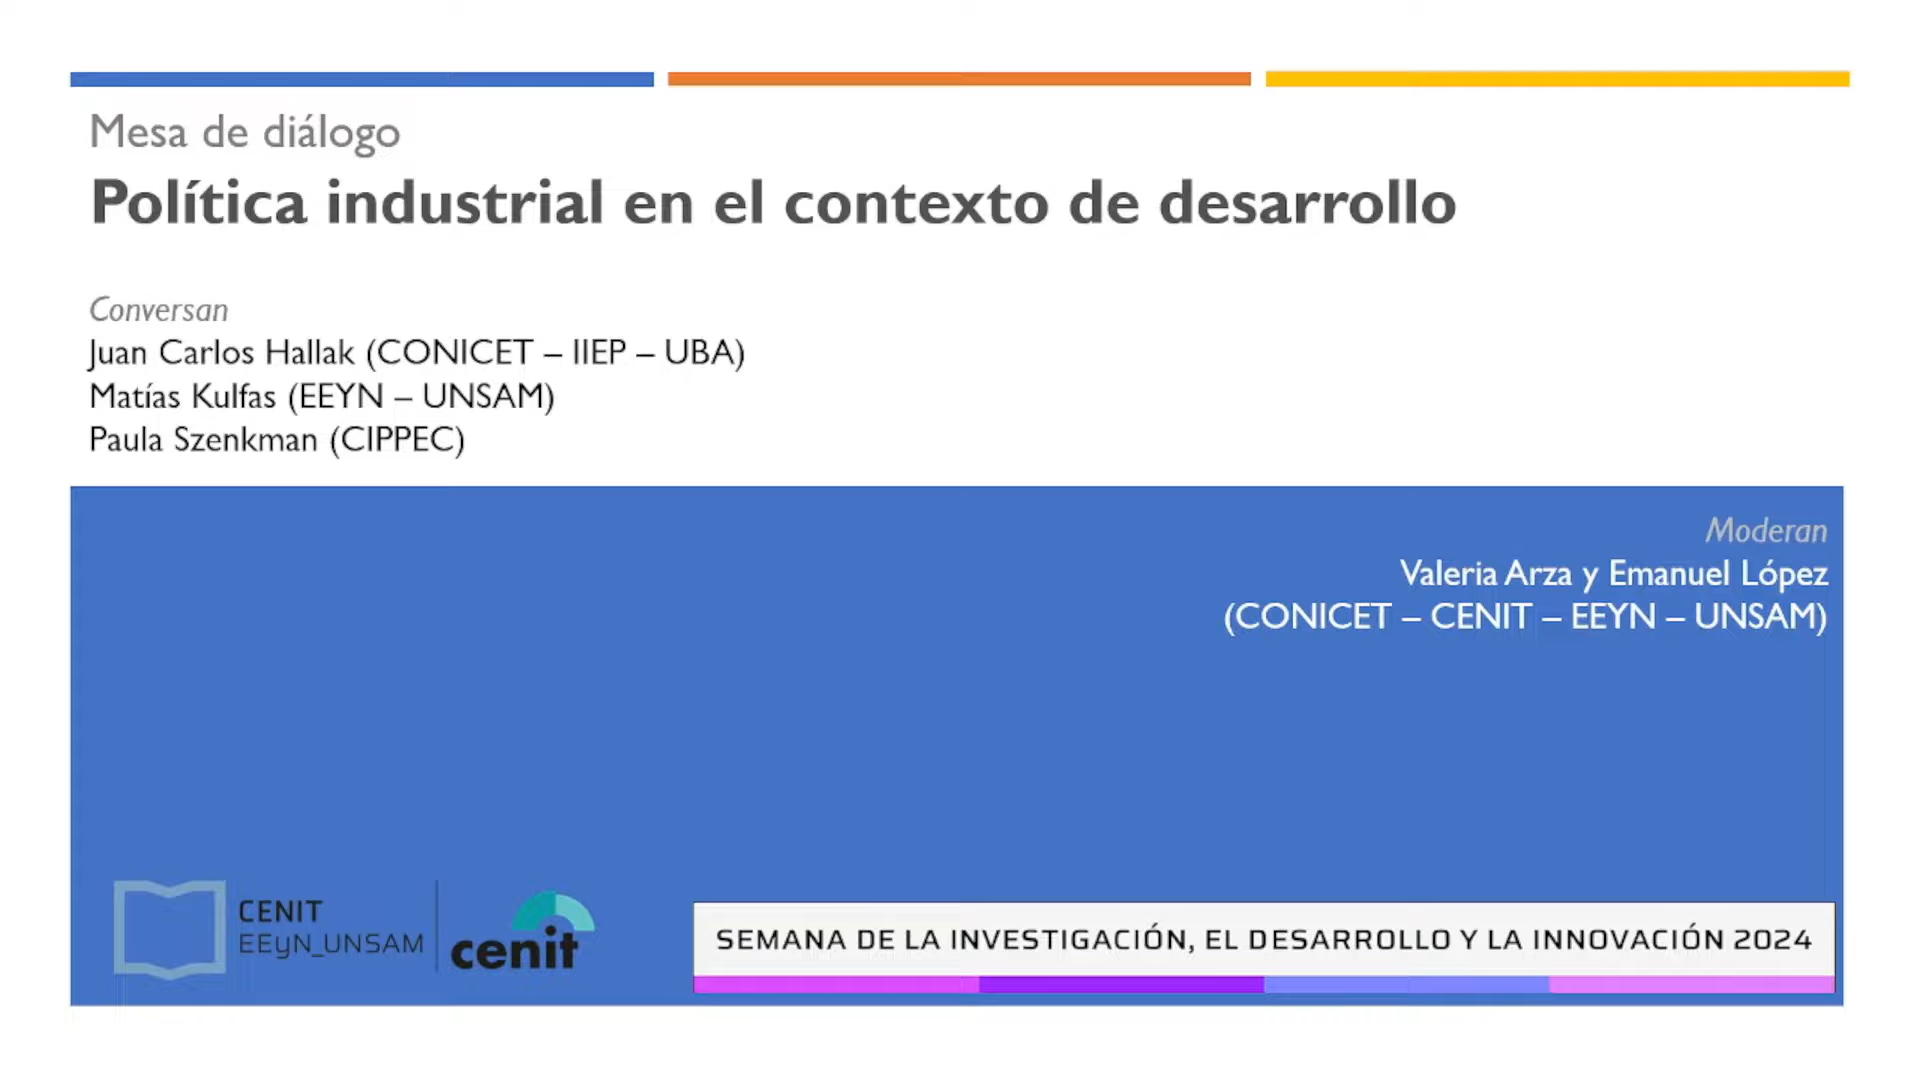 Mesa de diálogo
Política industrial en el contexto de desarrollo
Conversan
Juan Carlos Hallak (CONICET – IIEP – UBA)
Matías Kulfas (EEYN – UNSAM)
Paula Szenkman (CIPPEC)
Moderan
Valeria Arza y Emanuel López
(CONICET – CENIT – EEYN – UNSAM)
CENIT
EEyN_UNSAM
cenit
SEMANA DE LA INVESTIGACIÓN, EL DESARROLLO Y LA INNOVACIÓN 2024